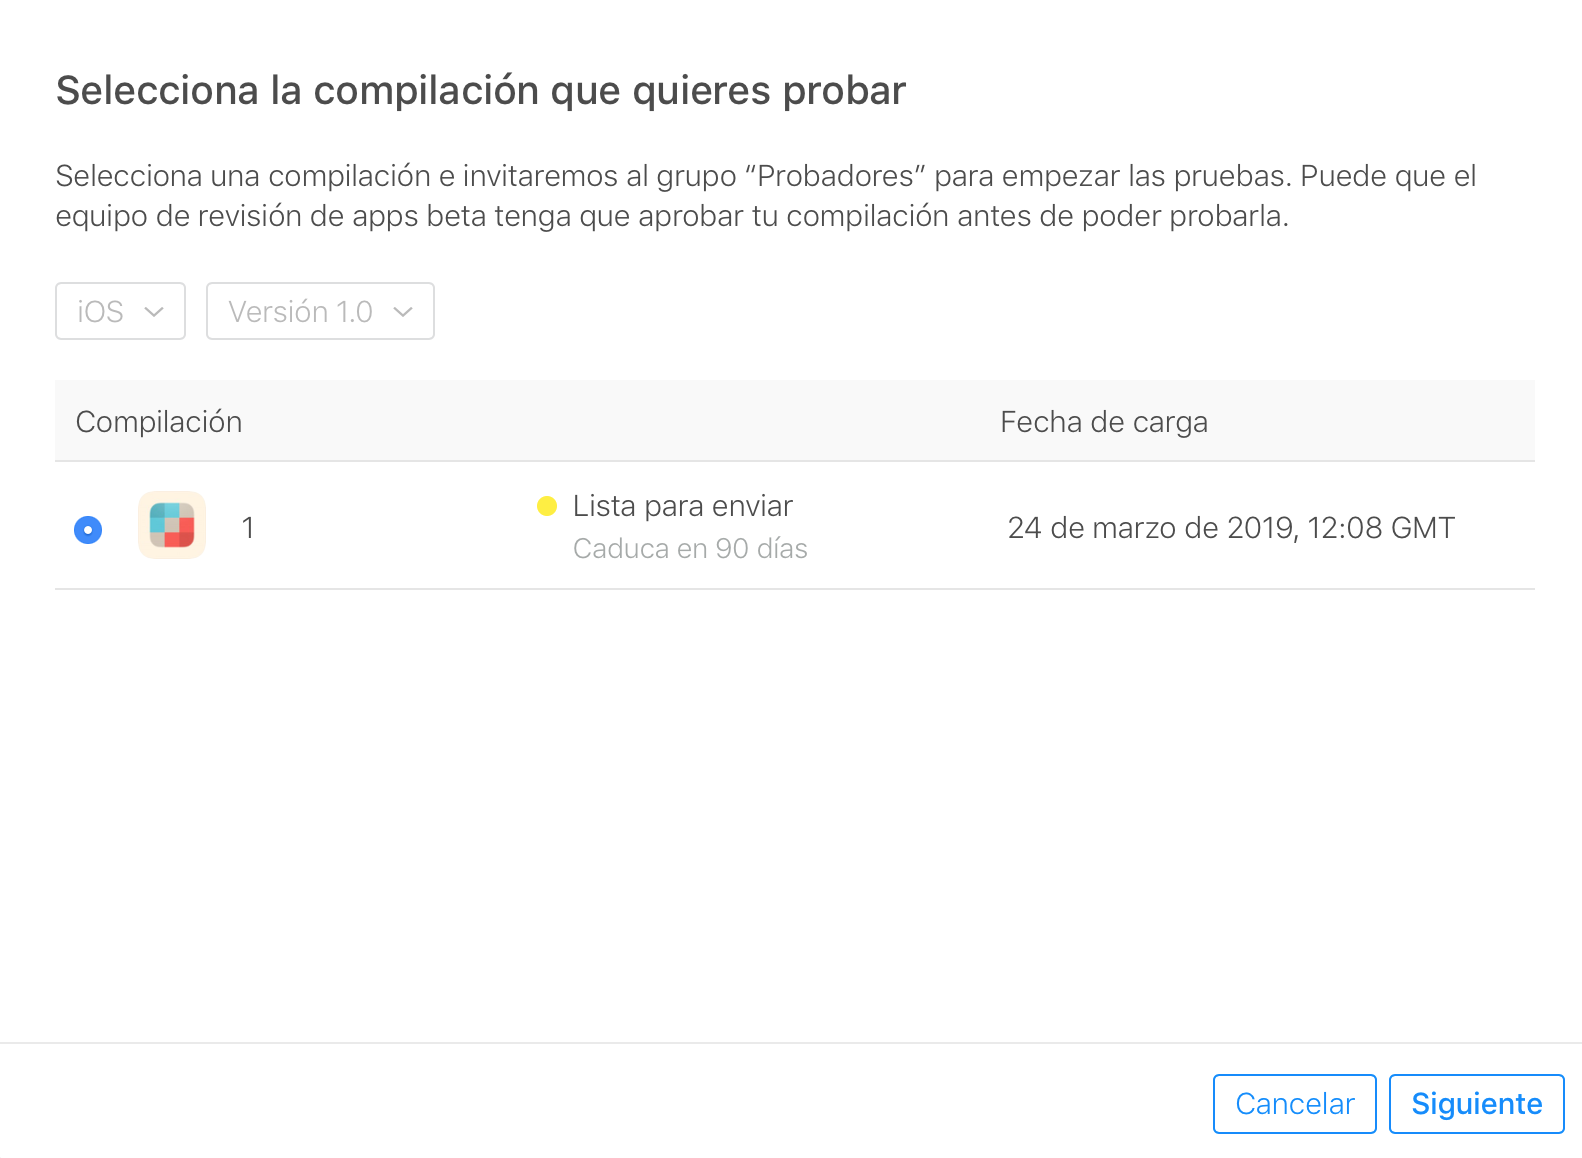 Selecciona la compilación que quieres probar
Selecciona una compilación e invitaremos al grupo “Probadores” para empezar las pruebas. Puede que el
equipo de revisión de apps beta tenga que aprobar tu compilación antes de poder probarla.
iOS Versión 1.0
Compilación Fecha de carga
1 Lista para enviar 24 de marzo de 2019, 12:08 GMT
Caduca en 90 días
Cancelar Siguiente